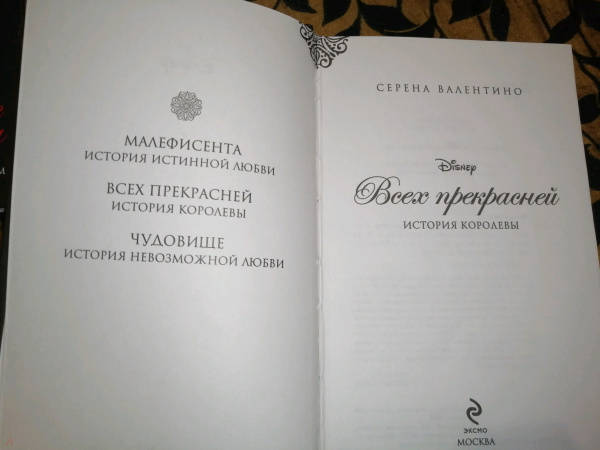 МАЛЕФИСЕНТА
ИСТОРИЯ ИСТИННОЙ ЛЮБВИ
ВСЕХ ПРЕКРАСНЕЙ
ИСТОРИЯ КОРОЛЕВЫ
ЧУДОВИЩЕ
ИСТОРИЯ НЕВОЗМОЖНОЙ ЛЮБВИ
СЕРЕНА ВАЛЕНТИНО
Disney
Всех прекрасней
ИСТОРИЯ КОРОЛЕВЫ
ЭКСМО
МОСКВА